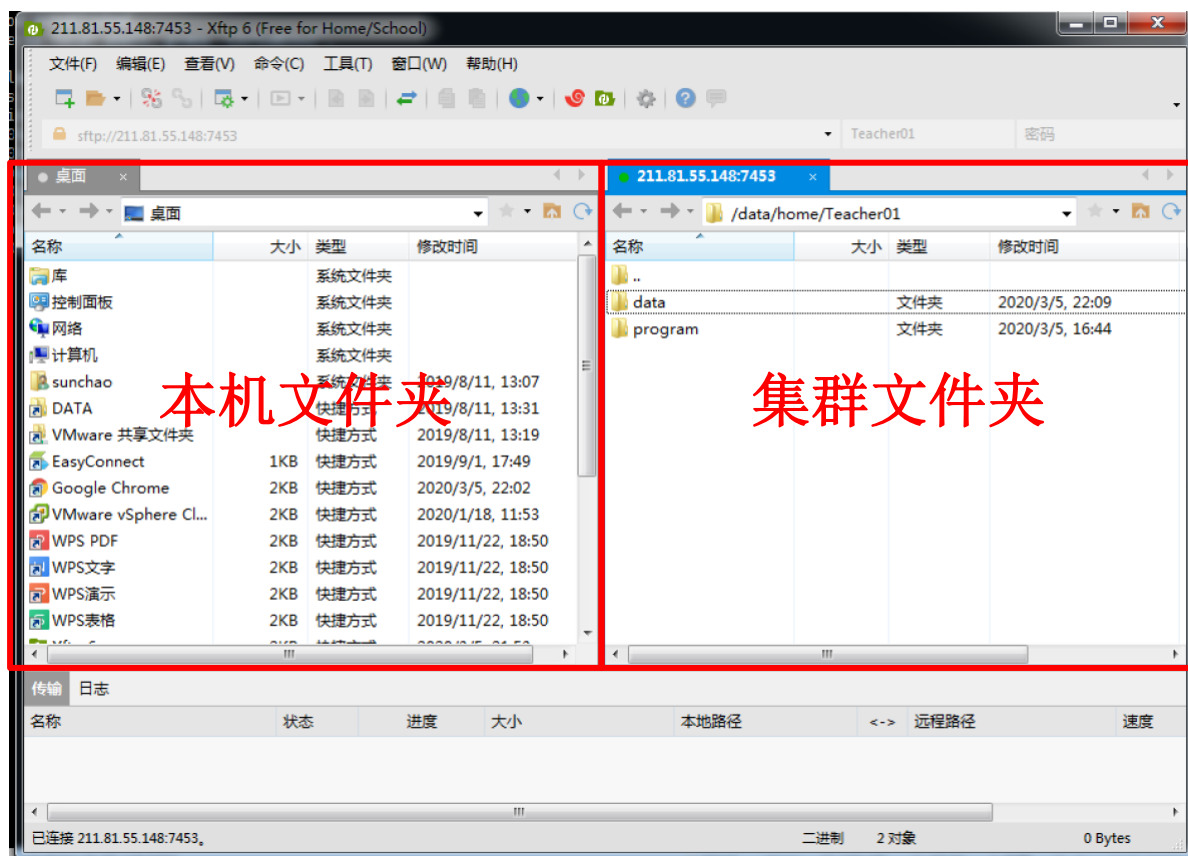 211.81.55.148:7453 - Xftp 6 (Free for Home/School)
文件(F) 编辑(E) 查看(V) 命令(C) 工具(T) 窗口(W) 帮助(H)
sftp://211.81.55.148:7453 Teacher01 密码
桌面
桌面
名称 大小 类型 修改时间
库 系统文件夹
控制面板 系统文件夹
网络 系统文件夹
计算机 系统文件夹
sunchao 系统文件夹 2019/8/11, 13:07
DATA 快捷方式 2019/8/11, 13:31
VMware 共享文件夹 快捷方式 2019/8/11, 13:19
EasyConnect 1KB 快捷方式 2019/9/1, 17:49
Google Chrome 2KB 快捷方式 2020/3/5, 22:02
VMware vSphere Cl... 2KB 快捷方式 2020/1/18, 11:53
WPS PDF 2KB 快捷方式 2019/11/22, 18:50
WPS文字 2KB 快捷方式 2019/11/22, 18:50
WPS演示 2KB 快捷方式 2019/11/22, 18:50
WPS表格 2KB 快捷方式 2019/11/22, 18:50
本机文件夹
211.81.55.148:7453
/data/home/Teacher01
名称 大小 类型 修改时间
..
data 文件夹 2020/3/5, 22:09
program 文件夹 2020/3/5, 16:44
集群文件夹
传输 日志
名称 状态 进度 大小 本地路径 <-> 远程路径 速度
已连接 211.81.55.148:7453。 二进制 2 对象 0 Bytes